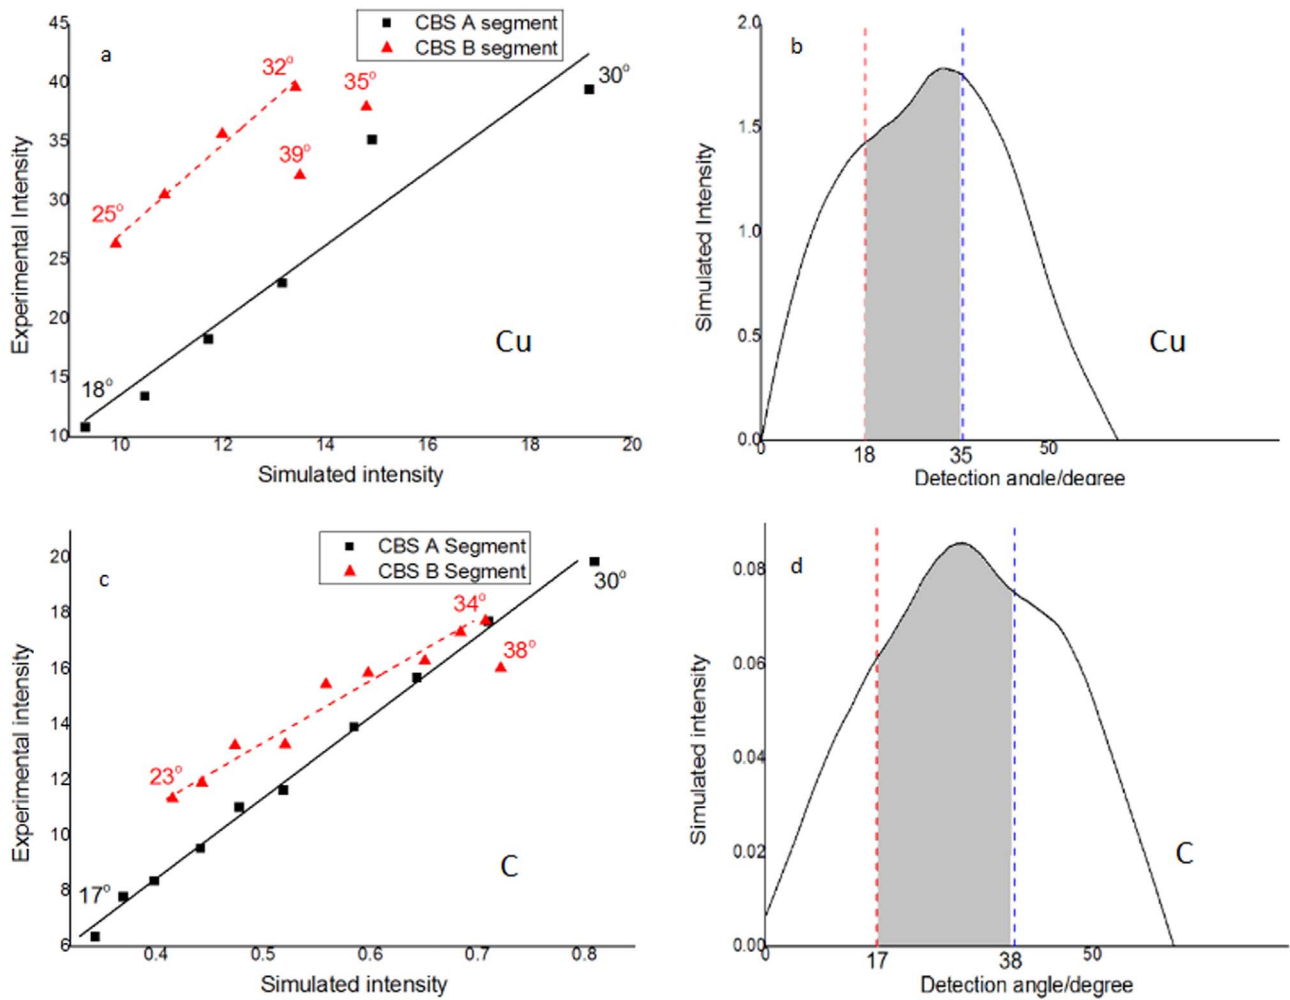 a
CBS A segment
CBS B segment
45
40
35
30
25
20
15
10
Experimental Intensity
32°
35°
30°
39°
25°
18°
Cu
10 12 14 16 18 20
Simulated intensity
b
2.0
1.5
1.0
0.5
0.0
Simulated Intensity
Cu
0 18 35 50
Detection angle/degree
c
CBS A Segment
CBS B Segment
20
18
16
14
12
10
8
6
Experimental intensity
34°
30°
38°
23°
17°
C
0.4 0.5 0.6 0.7 0.8
Simulated intensity
d
0.08
0.06
0.04
0.02
0.00
Simulated intensity
C
0 17 38 50
Detection angle/degree